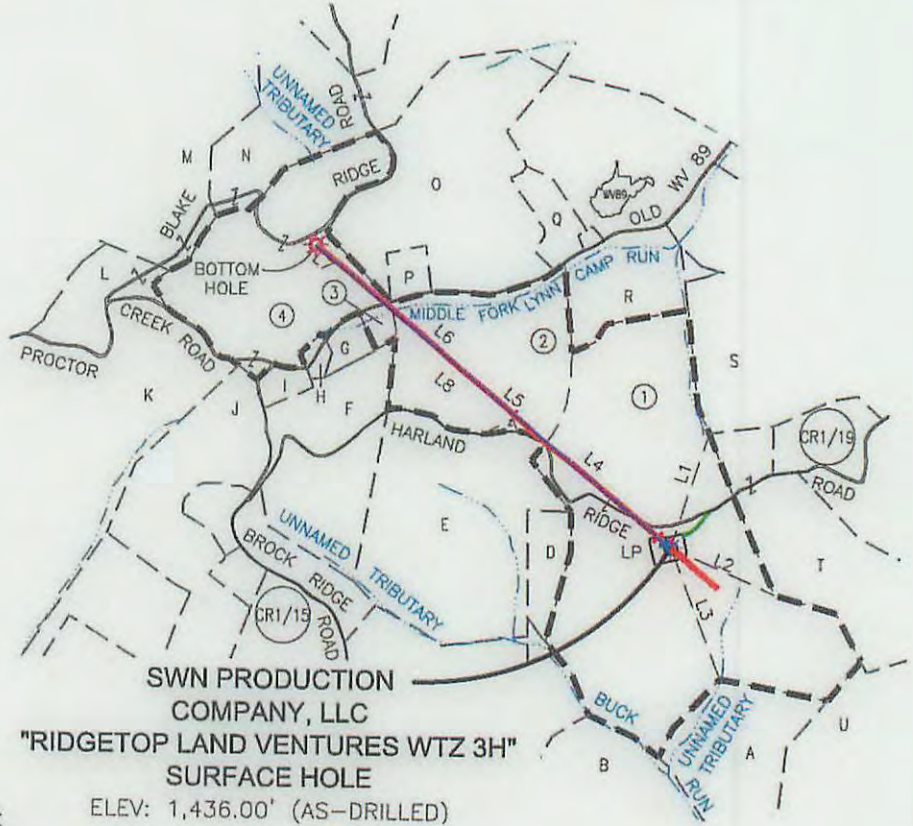 UNNAMED
TRIBUTARY
ROAD
RIDGE
M
N
O
Q
WV89
OLD WV 89
BLAKE
Z
Z
Z
Z
Z
L
BOTTOM
HOLE
L7
3
P
MIDDLE FORK LYNN CAMP RUN
R
4
CREEK
ROAD
PROCTOR
L6
2
S
G
K
J
I
H
F
L8
L5
1
HARLAND
CR1/19
L4
L1
Z
ROAD
E
RIDGE
D
LP
L2
T
UNNAMED
TRIBUTARY
BROCK
RIDGE
ROAD
CR1/15
L3
SWN PRODUCTION
COMPANY, LLC
"RIDGETOP LAND VENTURES WTZ 3H"
SURFACE HOLE
ELEV: 1,436.00' (AS-DRILLED)
BUCK
RUN
UNNAMED
TRIBUTARY
A
U
B